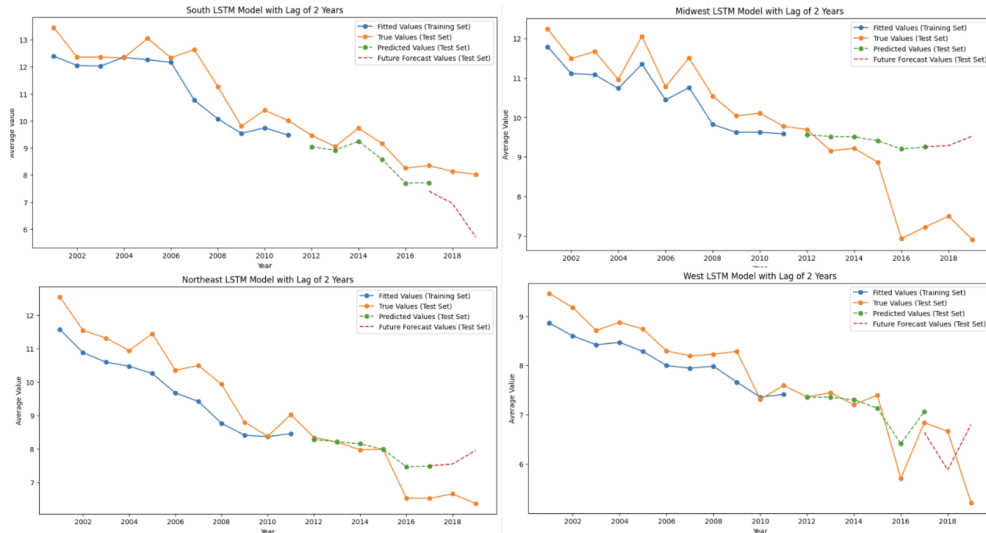 South LSTM Model with Lag of 2 Years
Fitted Values (Training Set)
True Values (Test Set)
Predicted Values (Test Set)
Future Forecast Values (Test Set)
Average Value
13
12
11
10
9
8
7
6
2002 2004 2006 2008 2010 2012 2014 2016 2018
Year
Midwest LSTM Model with Lag of 2 Years
Fitted Values (Training Set)
True Values (Test Set)
Predicted Values (Test Set)
Future Forecast Values (Test Set)
Average Value
12
11
10
9
8
7
2002 2004 2006 2008 2010 2012 2014 2016 2018
Year
Northeast LSTM Model with Lag of 2 Years
Fitted Values (Training Set)
True Values (Test Set)
Predicted Values (Test Set)
Future Forecast Values (Test Set)
Average Value
12
11
10
9
8
7
2002 2004 2006 2008 2010 2012 2014 2016 2018
Year
West LSTM Model with Lag of 2 Years
Fitted Values (Training Set)
True Values (Test Set)
Predicted Values (Test Set)
Future Forecast Values (Test Set)
Average Value
9
8
7
6
2002 2004 2006 2008 2010 2012 2014 2016 2018
Year